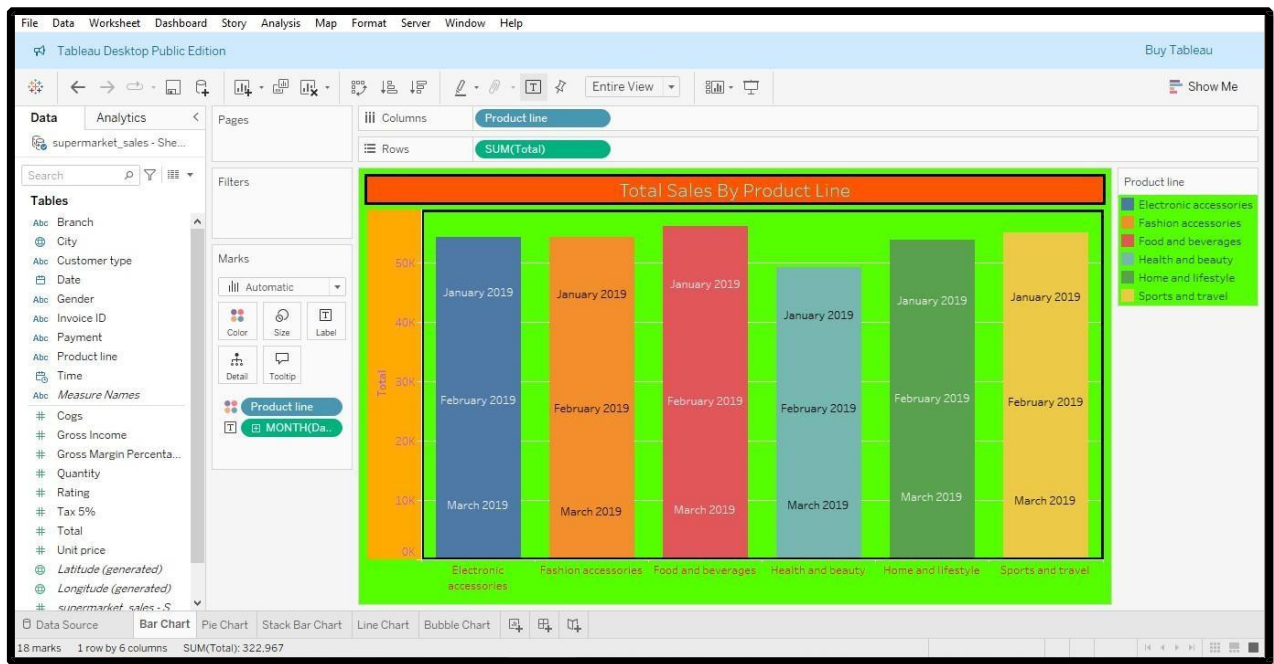 File Data Worksheet Dashboard Story Analysis Map Format Server Window Help
Tableau Desktop Public Edition
Buy Tableau
Entire View
Show Me
Data Analytics
supermarket_sales - She...
Search
Tables
Abc Branch
City
Abc Customer type
Date
Abc Gender
Abc Invoice ID
Abc Payment
Abc Product line
Time
Abc Measure Names
# Cogs
# Gross Income
# Gross Margin Percenta...
# Quantity
# Rating
# Tax 5%
# Total
# Unit price
Latitude (generated)
Longitude (generated)
# supermarket_sales - S
Pages
Filters
Marks
Automatic
Color Size Label
Detail Tooltip
Product line
MONTH(Da..
Columns Product line
Rows SUM(Total)
Total Sales By Product Line
Total
50K
40K
30K
20K
10K
0K
January 2019 January 2019 January 2019 January 2019 January 2019 January 2019
February 2019 February 2019 February 2019 February 2019 February 2019 February 2019
March 2019 March 2019 March 2019 March 2019 March 2019 March 2019
Electronic accessories Fashion accessories Food and beverages Health and beauty Home and lifestyle Sports and travel
Product line
Electronic accessories
Fashion accessories
Food and beverages
Health and beauty
Home and lifestyle
Sports and travel
Data Source Bar Chart Pie Chart Stack Bar Chart Line Chart Bubble Chart
18 marks 1 row by 6 columns SUM(Total): 322,967